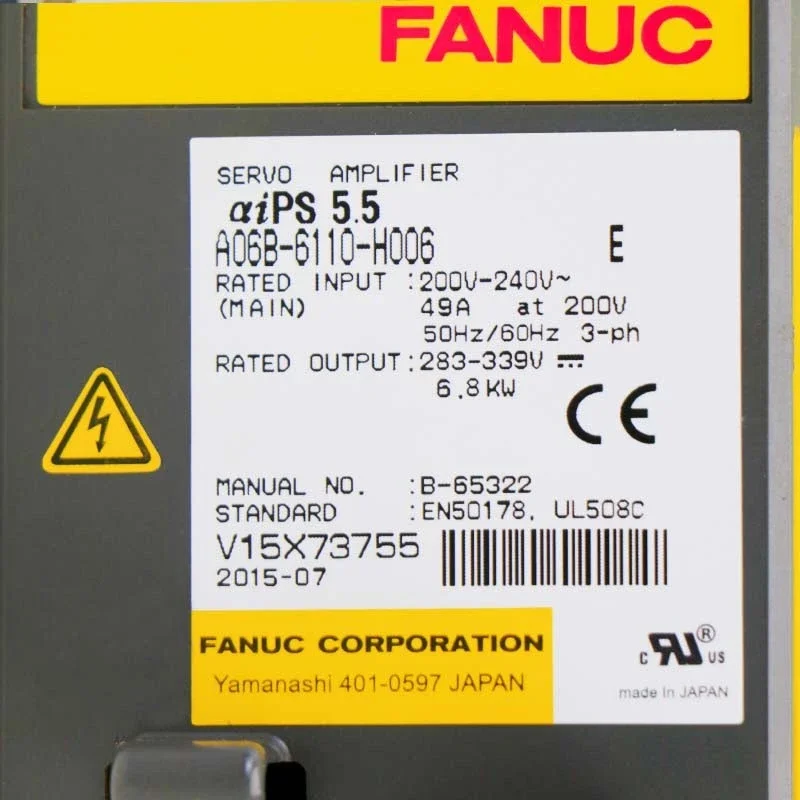 FANUC
SERVO AMPLIFIER
αiPS 5.5
A06B-6110-H006 E
RATED INPUT :200V-240V~
(MAIN) 49A at 200V
50Hz/60Hz 3-ph
RATED OUTPUT:283-339V ⎓
6.8KW
CE
MANUAL NO. :B-65322
STANDARD :EN50178, UL508C
V15X73755
2015-07
FANUC CORPORATION
Yamanashi 401-0597 JAPAN
c RU® US
made In JAPAN